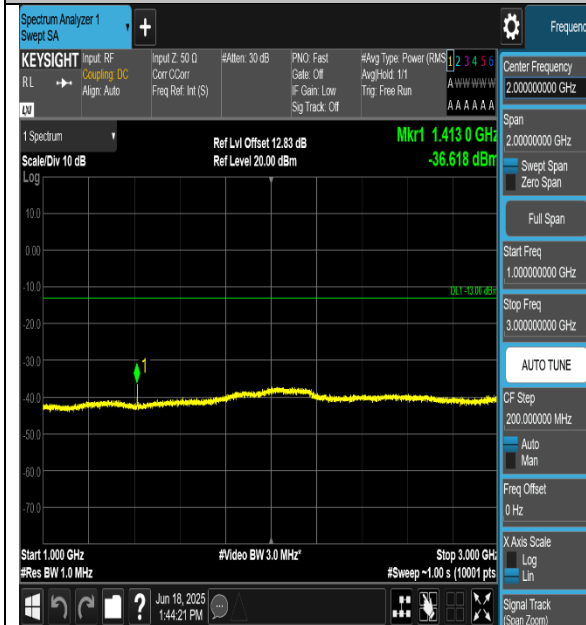 Spectrum Analyzer 1
Swept SA
+
Frequenc
KEYSIGHT
RL
LXI
Input: RF
Coupling: DC
Align: Auto
Input Z: 50 Ω
Corr CCorr
Freq Ref: Int (S)
#Atten: 30 dB
PNO: Fast
Gate: Off
IF Gain: Low
Sig Track: Off
#Avg Type: Power (RMS
Avg|Hold: 1/1
Trig: Free Run
1 2 3 4 5 6
A W W W W W
A A A A A A
1 Spectrum
Scale/Div 10 dB
Log
Ref Lvl Offset 12.83 dB
Ref Level 20.00 dBm
Mkr1 1.413 0 GHz
-36.618 dBm
10.0
0.00
-10.0
DL1 -13.00 dBm
-20.0
-30.0
1
-40.0
-50.0
-60.0
-70.0
Start 1.000 GHz
#Res BW 1.0 MHz
#Video BW 3.0 MHz*
Stop 3.000 GHz
#Sweep ~1.00 s (10001 pts
Center Frequency
2.000000000 GHz
Span
2.00000000 GHz
Swept Span
Zero Span
Full Span
Start Freq
1.000000000 GHz
Stop Freq
3.000000000 GHz
AUTO TUNE
CF Step
200.000000 MHz
Auto
Man
Freq Offset
0 Hz
X Axis Scale
Log
Lin
Signal Track
(Span Zoom)
?
Jun 18, 2025
1:44:21 PM